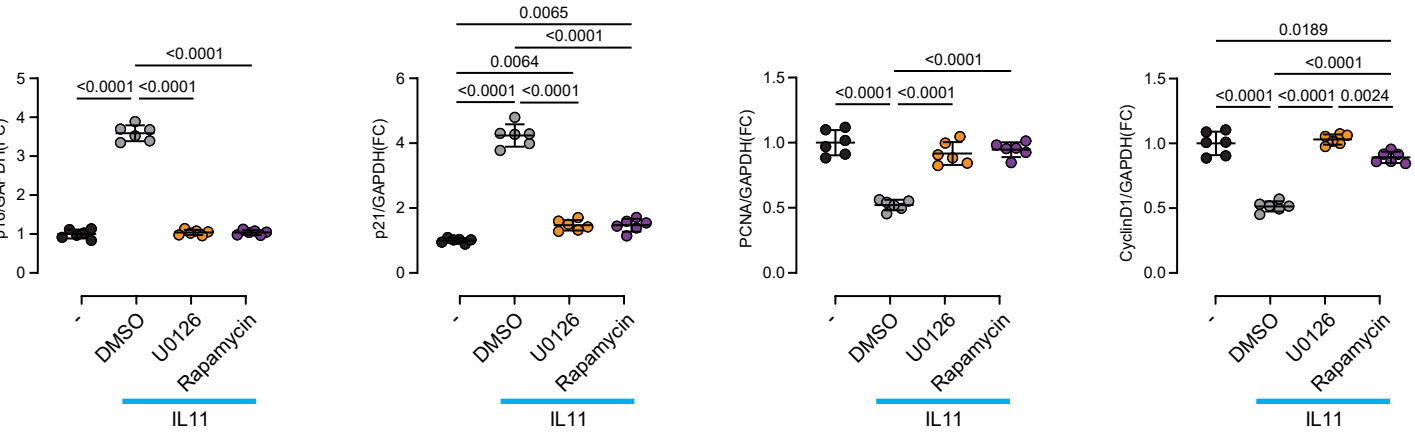 <0.0001
<0.0001 <0.0001
5
4
3
2
1
0
-
DMSO
U0126
Rapamycin
IL11
0.0065
<0.0001
0.0064
<0.0001 <0.0001
p21/GAPDH(FC)
6
4
2
0
-
DMSO
U0126
Rapamycin
IL11
<0.0001
<0.0001 <0.0001
PCNA/GAPDH(FC)
1.5
1.0
0.5
0.0
-
DMSO
U0126
Rapamycin
IL11
0.0189
<0.0001
<0.0001 <0.0001 0.0024
CyclinD1/GAPDH(FC)
1.5
1.0
0.5
0.0
-
DMSO
U0126
Rapamycin
IL11